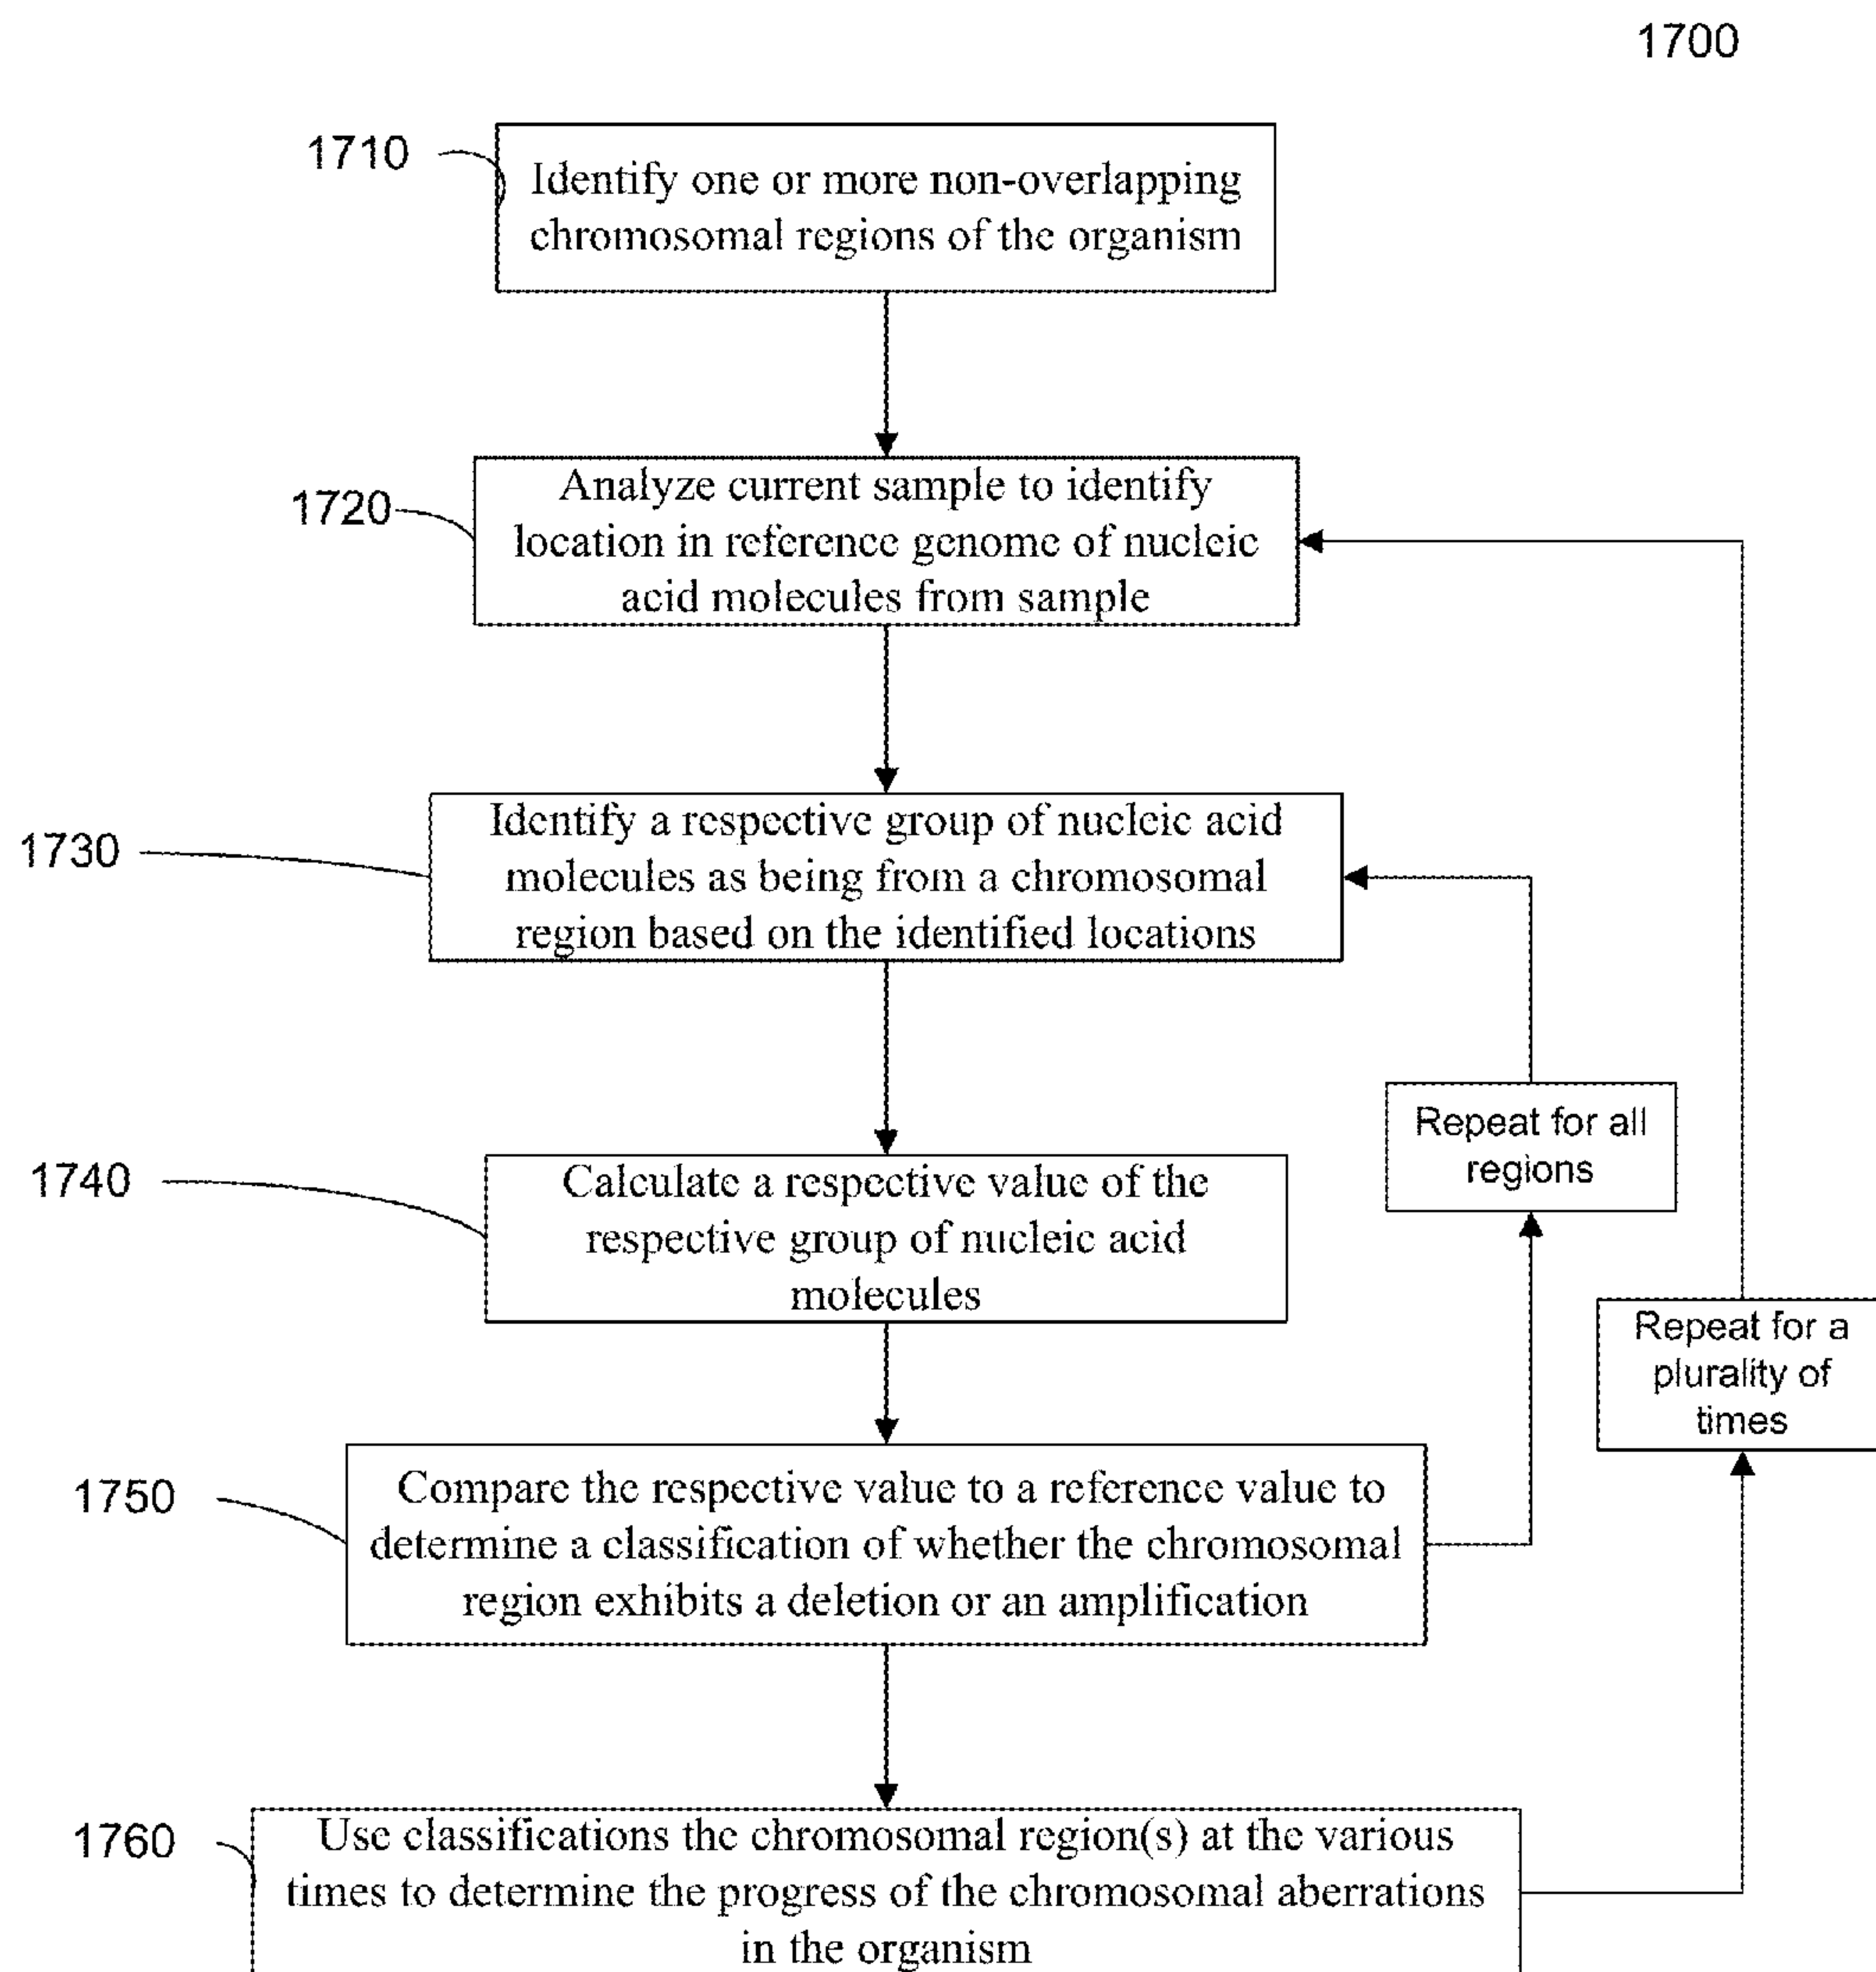 1700
1710
Identify one or more non-overlapping
chromosomal regions of the organism
1720
Analyze current sample to identify
location in reference genome of nucleic
acid molecules from sample
1730
Identify a respective group of nucleic acid
molecules as being from a chromosomal
region based on the identified locations
Repeat for all
regions
1740
Calculate a respective value of the
respective group of nucleic acid
molecules
Repeat for a
plurality of
times
1750
Compare the respective value to a reference value to
determine a classification of whether the chromosomal
region exhibits a deletion or an amplification
1760
Use classifications the chromosomal region(s) at the various
times to determine the progress of the chromosomal aberrations
in the organism